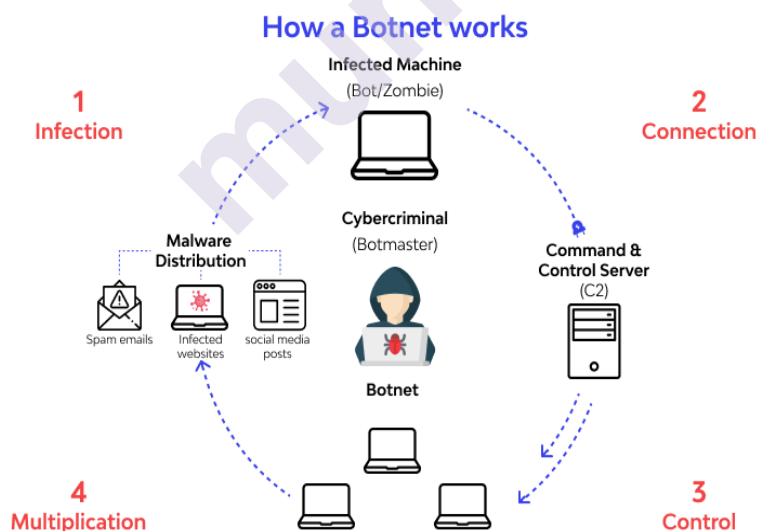 How a Botnet works
Infected Machine
(Bot/Zombie)
1
Infection
2
Connection
Cybercriminal
(Botmaster)
Malware
Distribution
Spam emails
Infected
websites
social media
posts
Command &
Control Server
(C2)
Botnet
4
Multiplication
3
Control